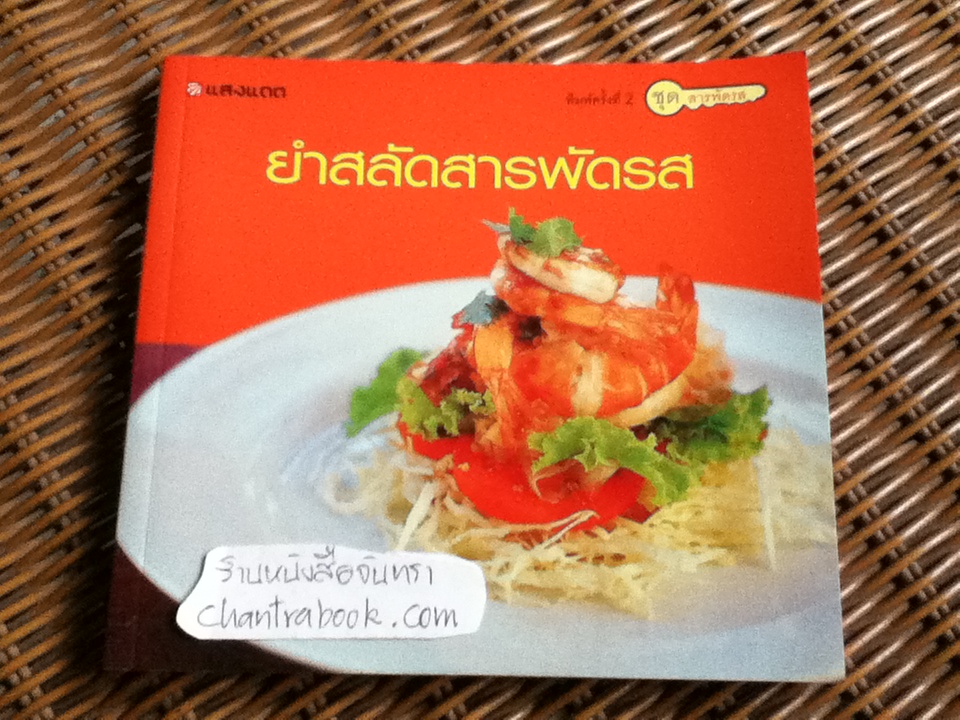 แสงแดด
พิมพ์ครั้งที่ 2
ชุด สารพัดรส
ยำสลัดสารพัดรส
ร้านหนังสือจันทรา
chantrabook.com